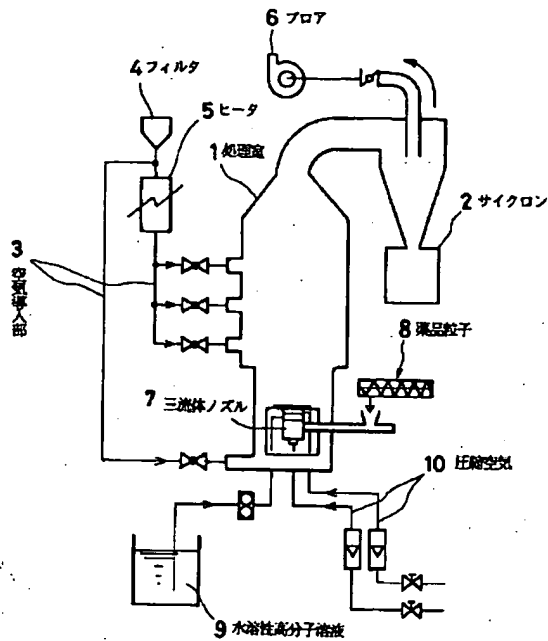 6 ブロア
4 フィルタ
5 ヒータ
1 処理室
2 サイクロン
3 空気導入部
8 薬品粒子
7 三流体ノズル
10 圧縮空気
9 水溶性高分子溶液